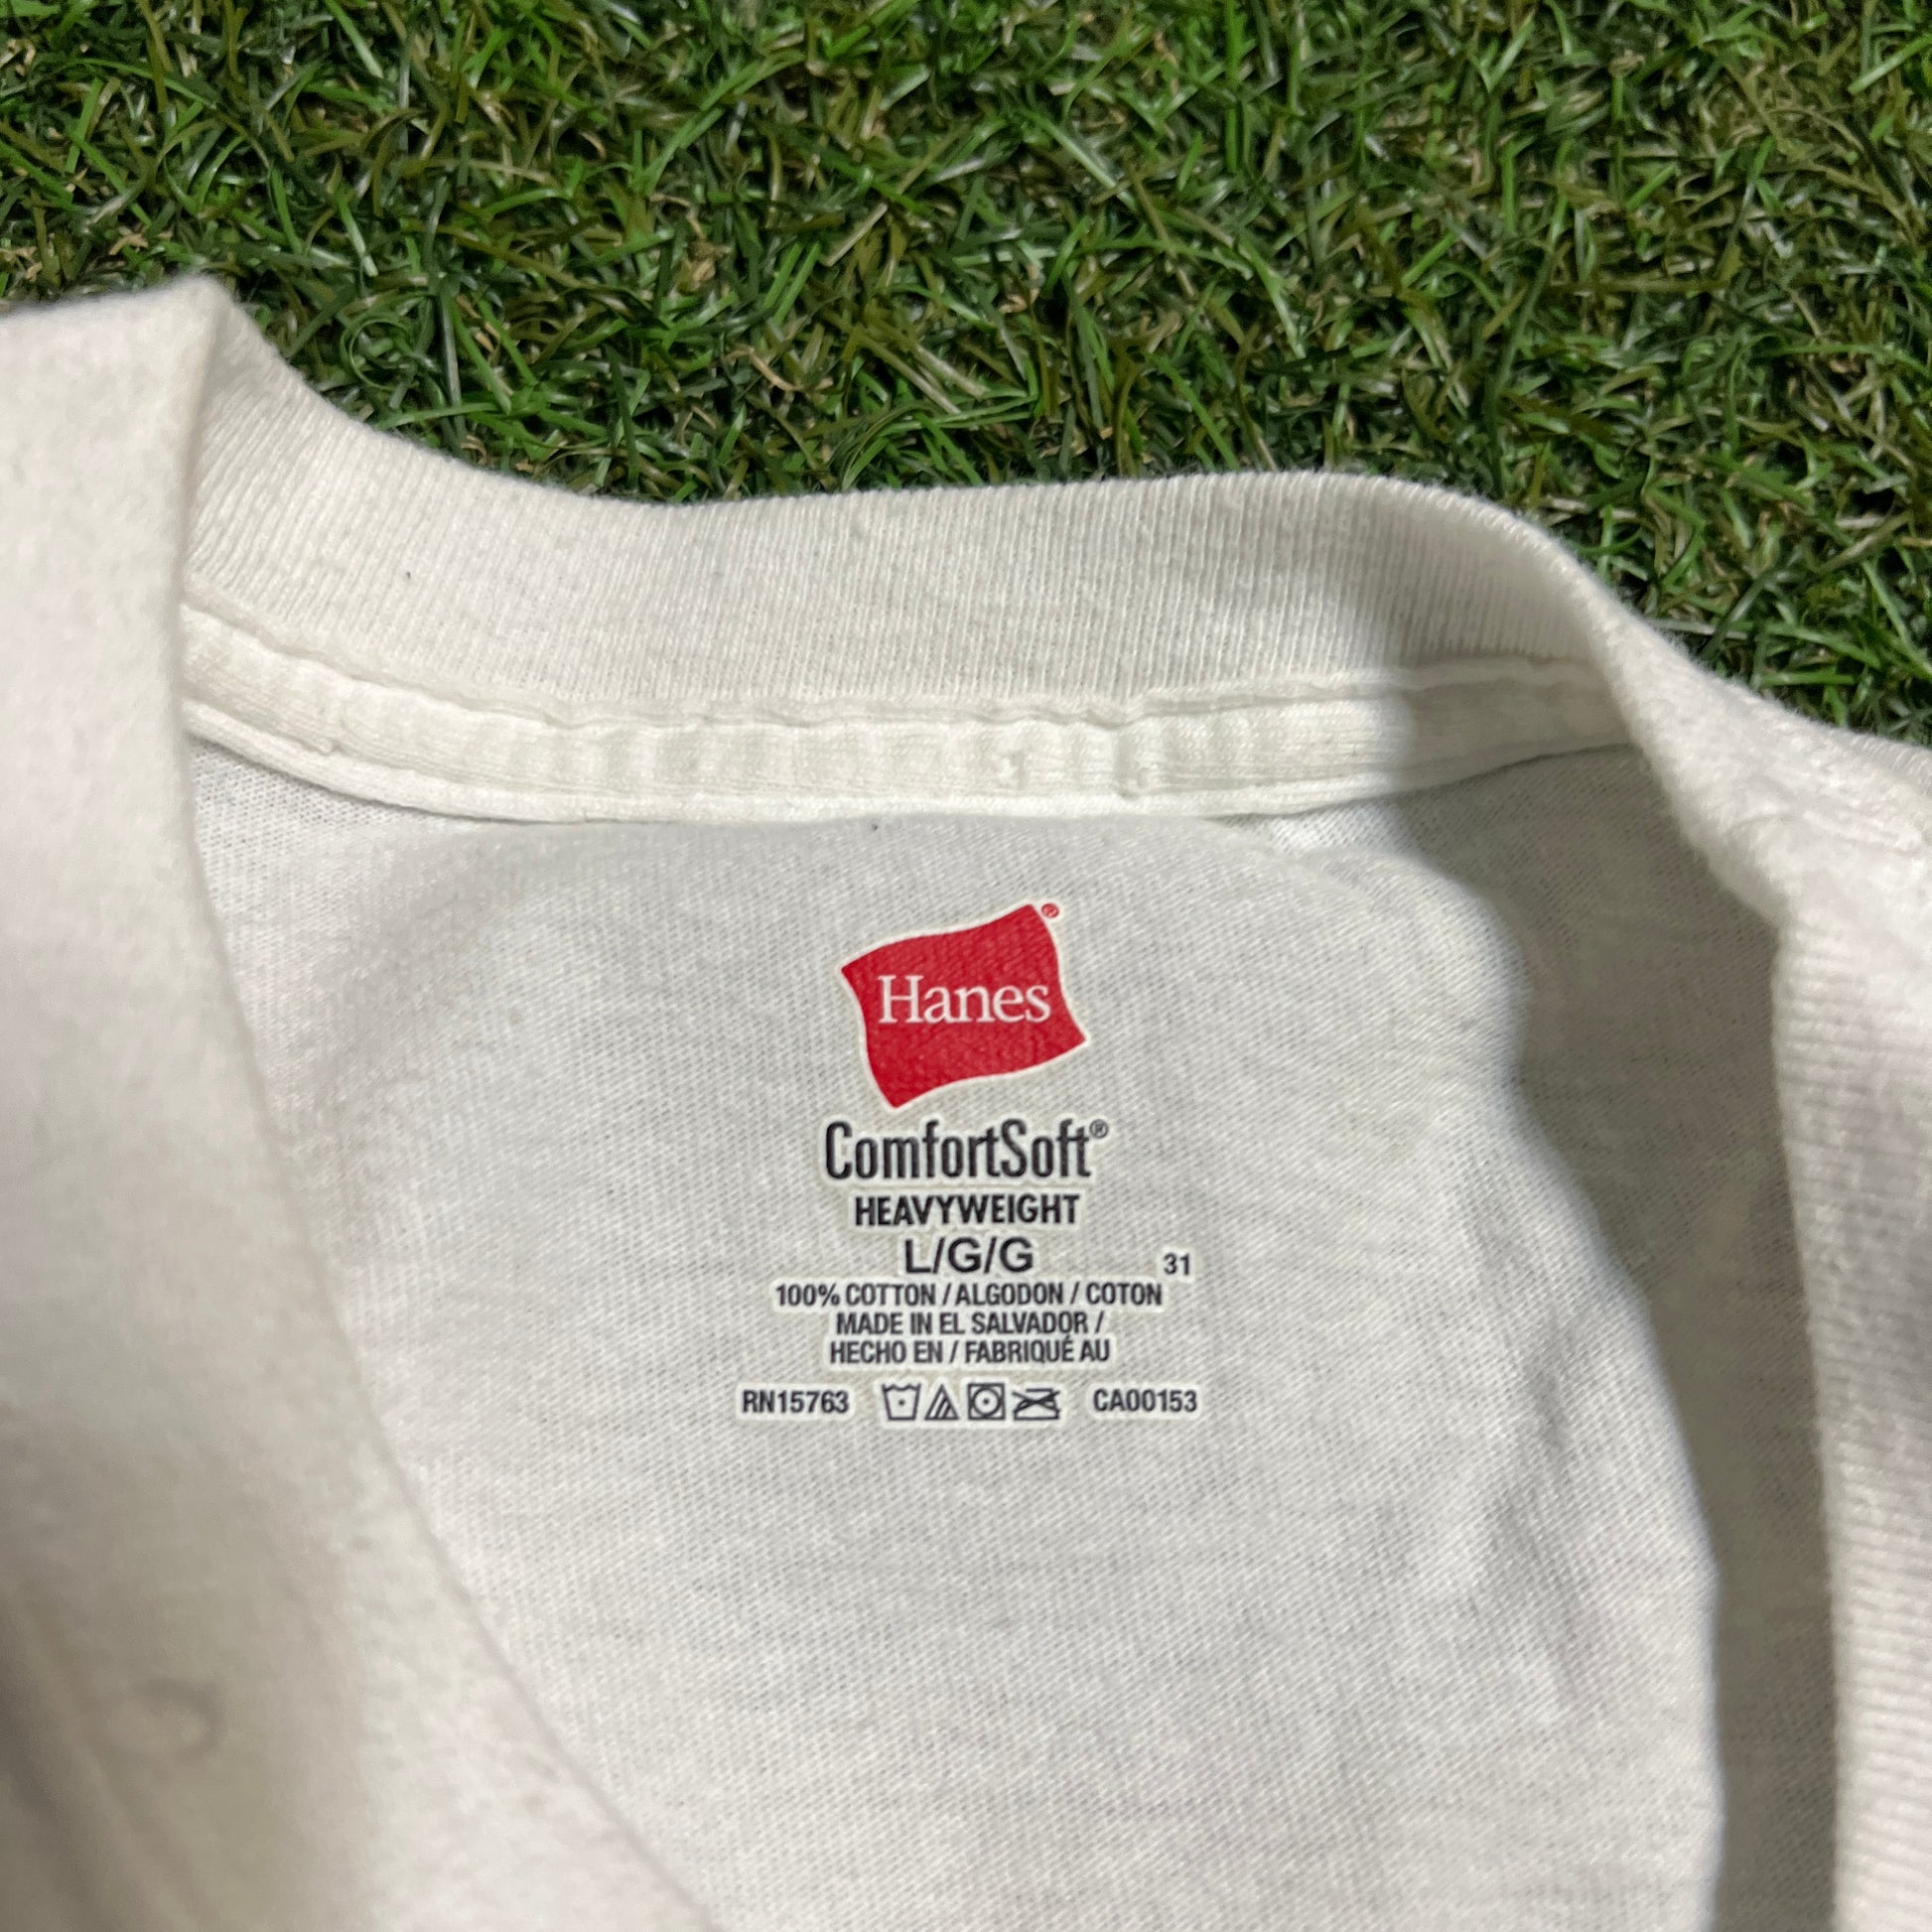 Hanes®
ComfortSoft®
HEAVYWEIGHT
L/G/G 31
100% COTTON / ALGODON / COTON
MADE IN EL SALVADOR /
HECHO EN / FABRIQUÉ AU
RN15763 CA00153